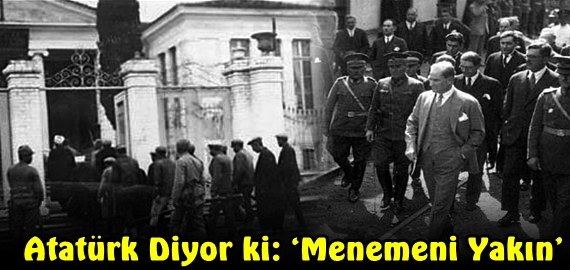 Atatürk Diyor ki: ‘Menemeni Yakın’